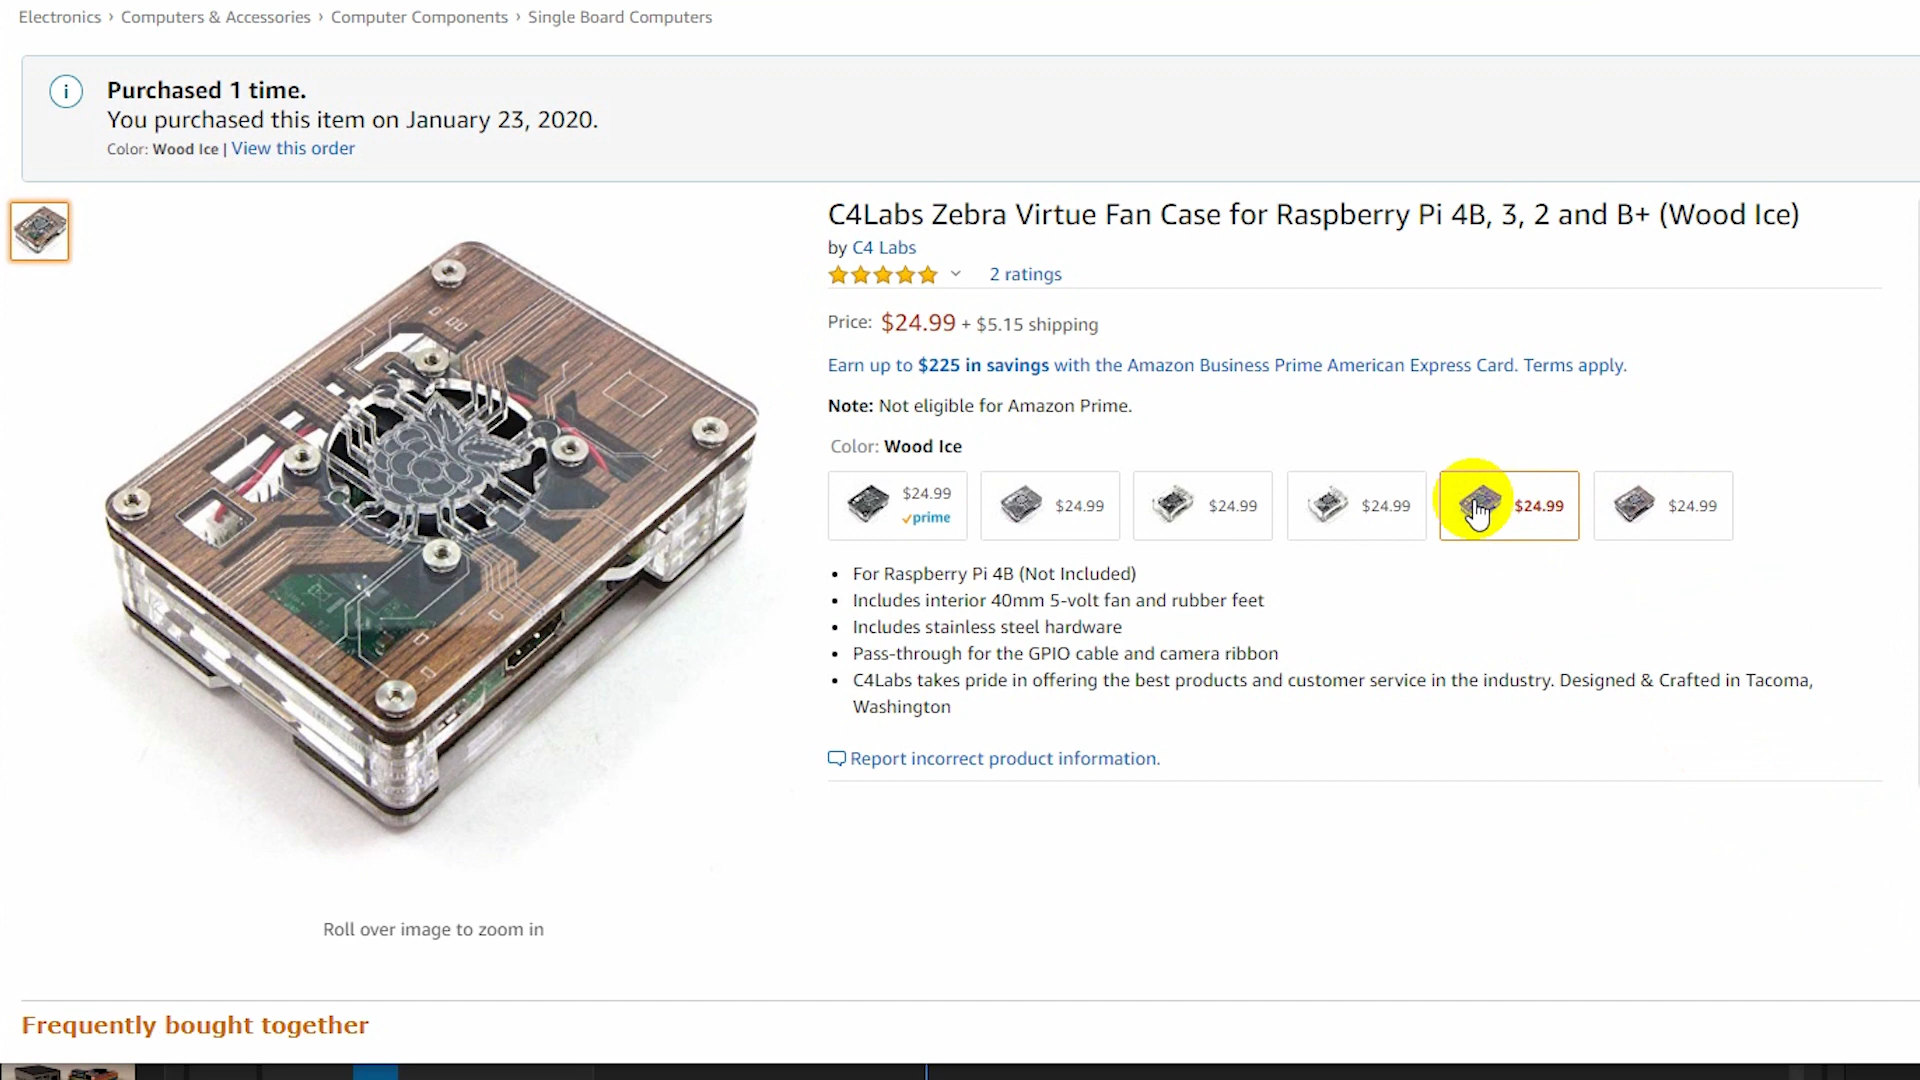 Electronics › Computers & Accessories › Computer Components › Single Board Computers
i
Purchased 1 time.
You purchased this item on January 23, 2020.
Color: Wood Ice | View this order
C4Labs Zebra Virtue Fan Case for Raspberry Pi 4B, 3, 2 and B+ (Wood Ice)
by C4 Labs
2 ratings
Price: $24.99 + $5.15 shipping
Earn up to $225 in savings with the Amazon Business Prime American Express Card. Terms apply.
Note: Not eligible for Amazon Prime.
Color: Wood Ice
$24.99
prime
$24.99
$24.99
$24.99
$24.99
$24.99
• For Raspberry Pi 4B (Not Included)
• Includes interior 40mm 5-volt fan and rubber feet
• Includes stainless steel hardware
• Pass-through for the GPIO cable and camera ribbon
• C4Labs takes pride in offering the best products and customer service in the industry. Designed & Crafted in Tacoma,
Washington
Report incorrect product information.
Roll over image to zoom in
Frequently bought together